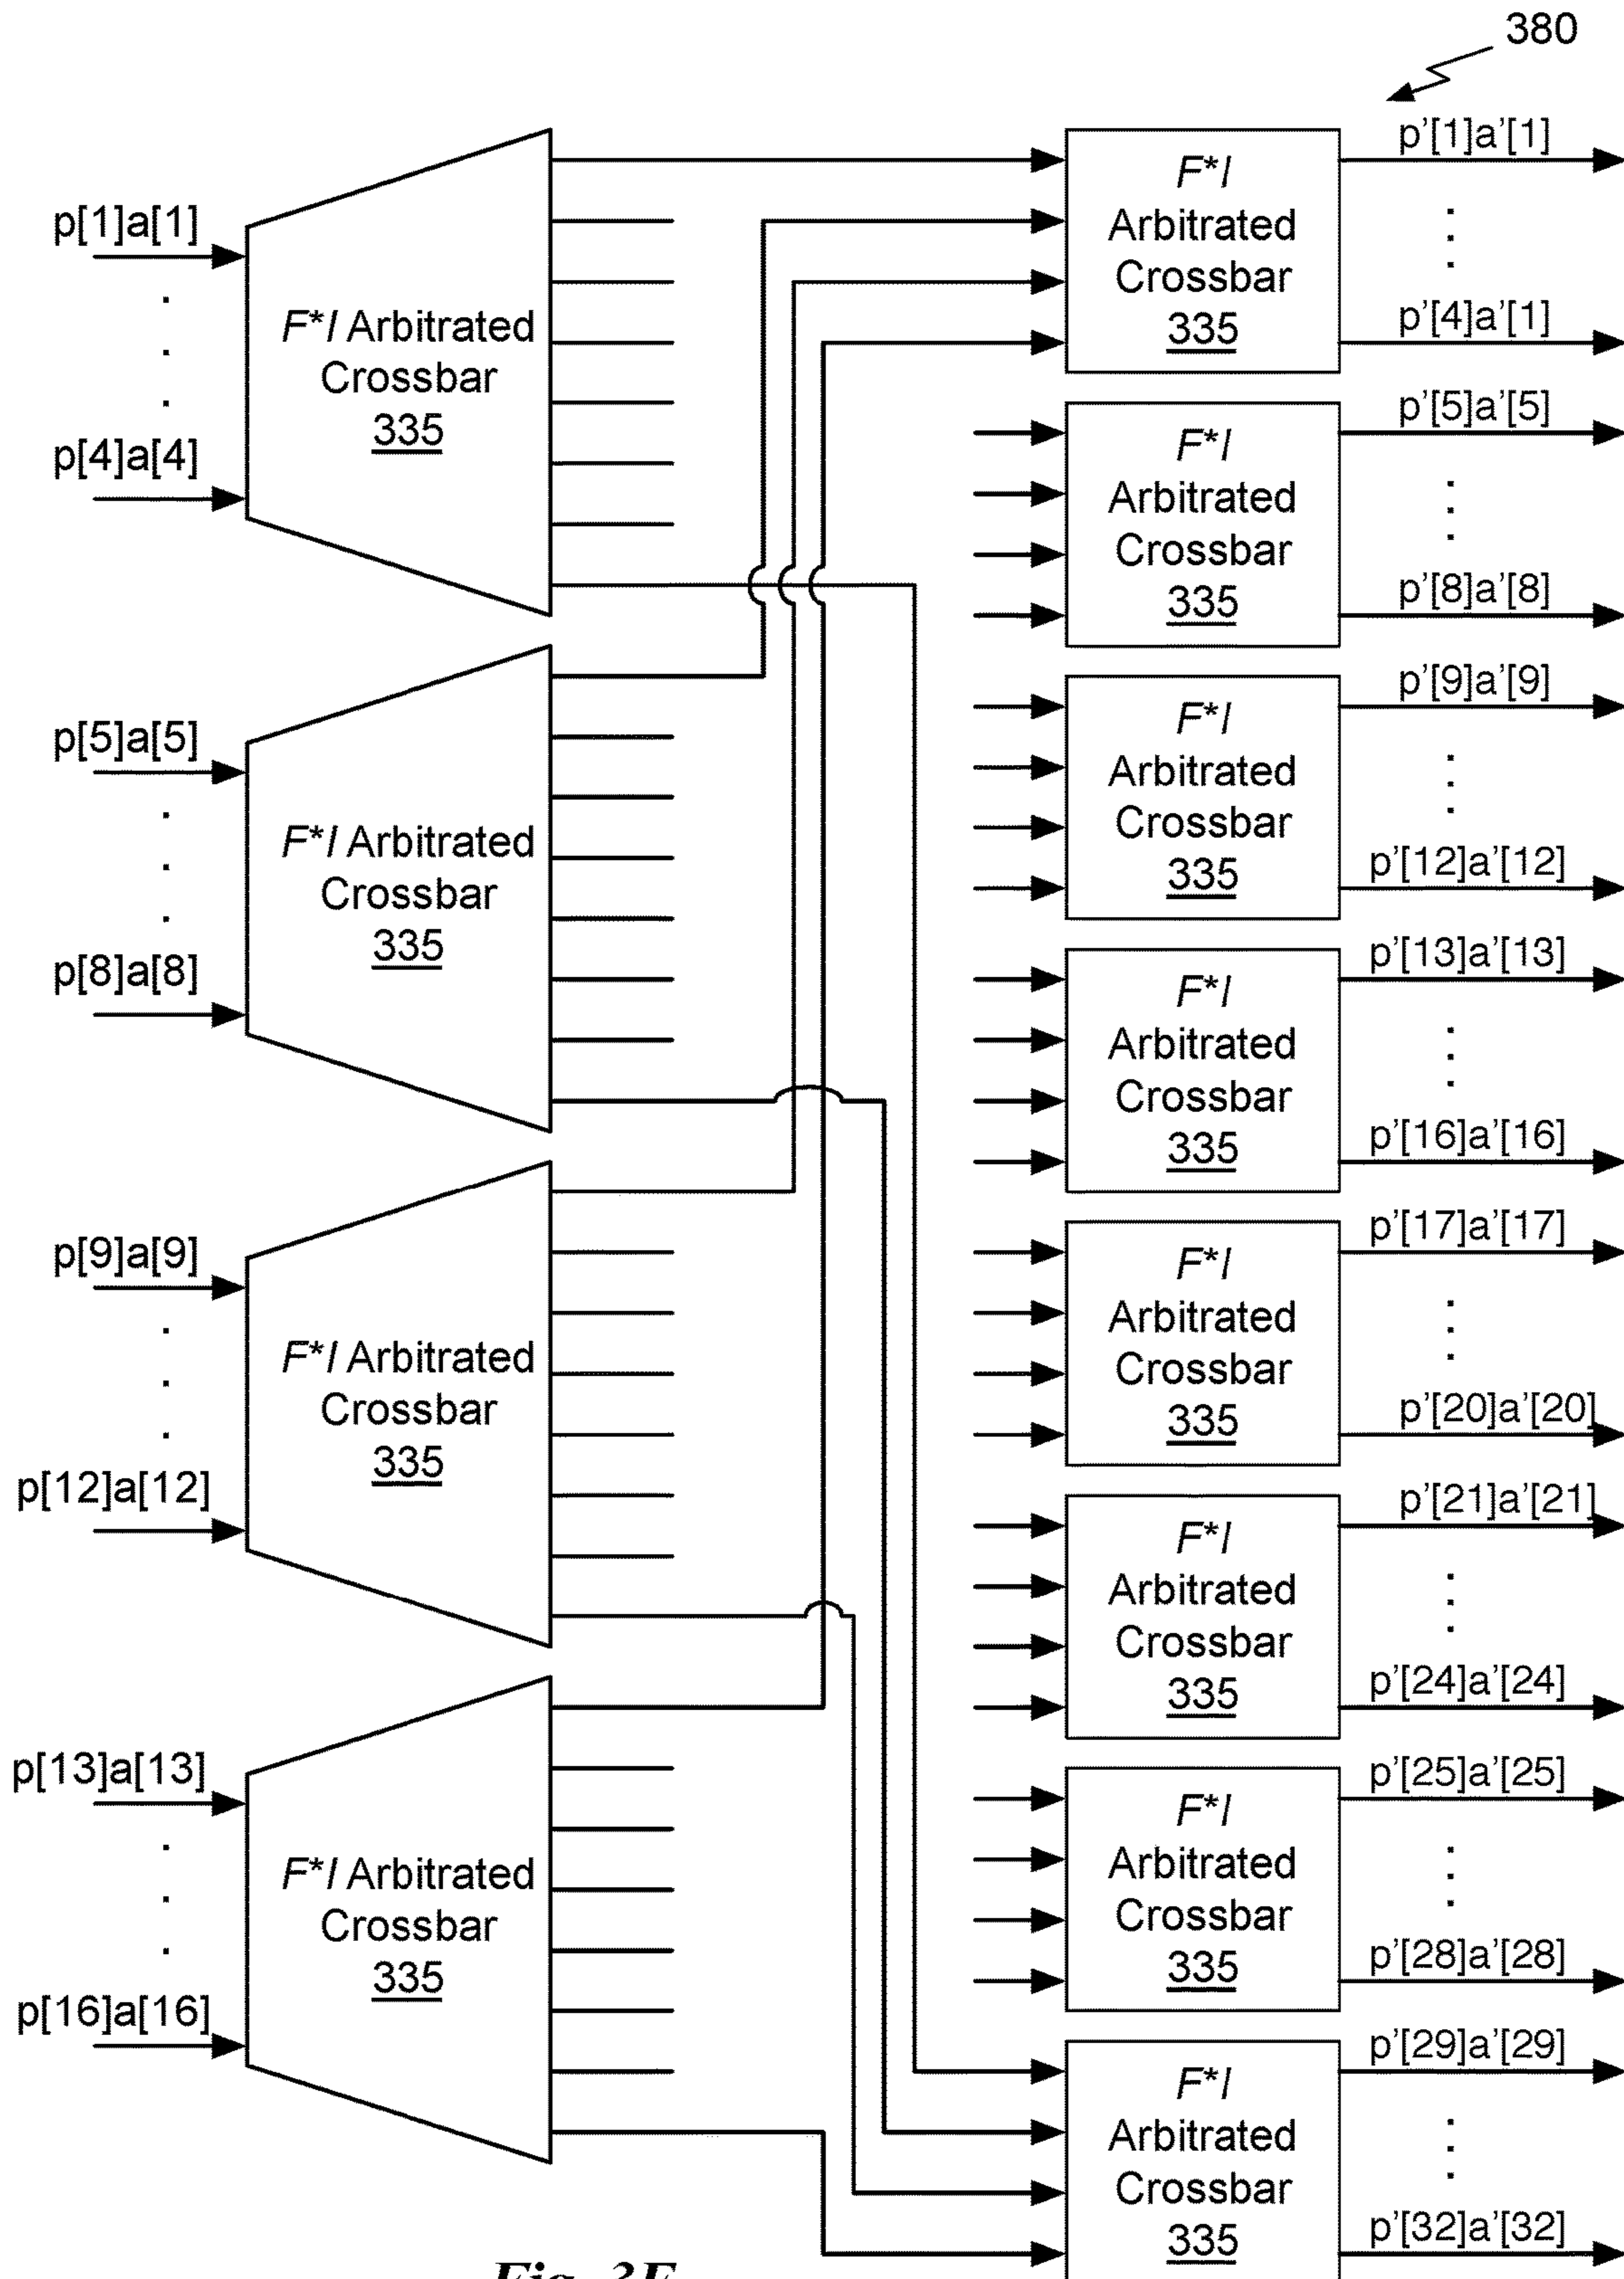 380
p[1]a[1]
p[4]a[4]
F*I Arbitrated
Crossbar
335
p[5]a[5]
p[8]a[8]
F*I Arbitrated
Crossbar
335
p[9]a[9]
p[12]a[12]
F*I Arbitrated
Crossbar
335
p[13]a[13]
p[16]a[16]
F*I Arbitrated
Crossbar
335
F*I
Arbitrated
Crossbar
335
p'[1]a'[1]
p'[4]a'[1]
F*I
Arbitrated
Crossbar
335
p'[5]a'[5]
p'[8]a'[8]
F*I
Arbitrated
Crossbar
335
p'[9]a'[9]
p'[12]a'[12]
F*I
Arbitrated
Crossbar
335
p'[13]a'[13]
p'[16]a'[16]
F*I
Arbitrated
Crossbar
335
p'[17]a'[17]
p'[20]a'[20]
F*I
Arbitrated
Crossbar
335
p'[21]a'[21]
p'[24]a'[24]
F*I
Arbitrated
Crossbar
335
p'[25]a'[25]
p'[28]a'[28]
F*I
Arbitrated
Crossbar
335
p'[29]a'[29]
p'[32]a'[32]
Fig.